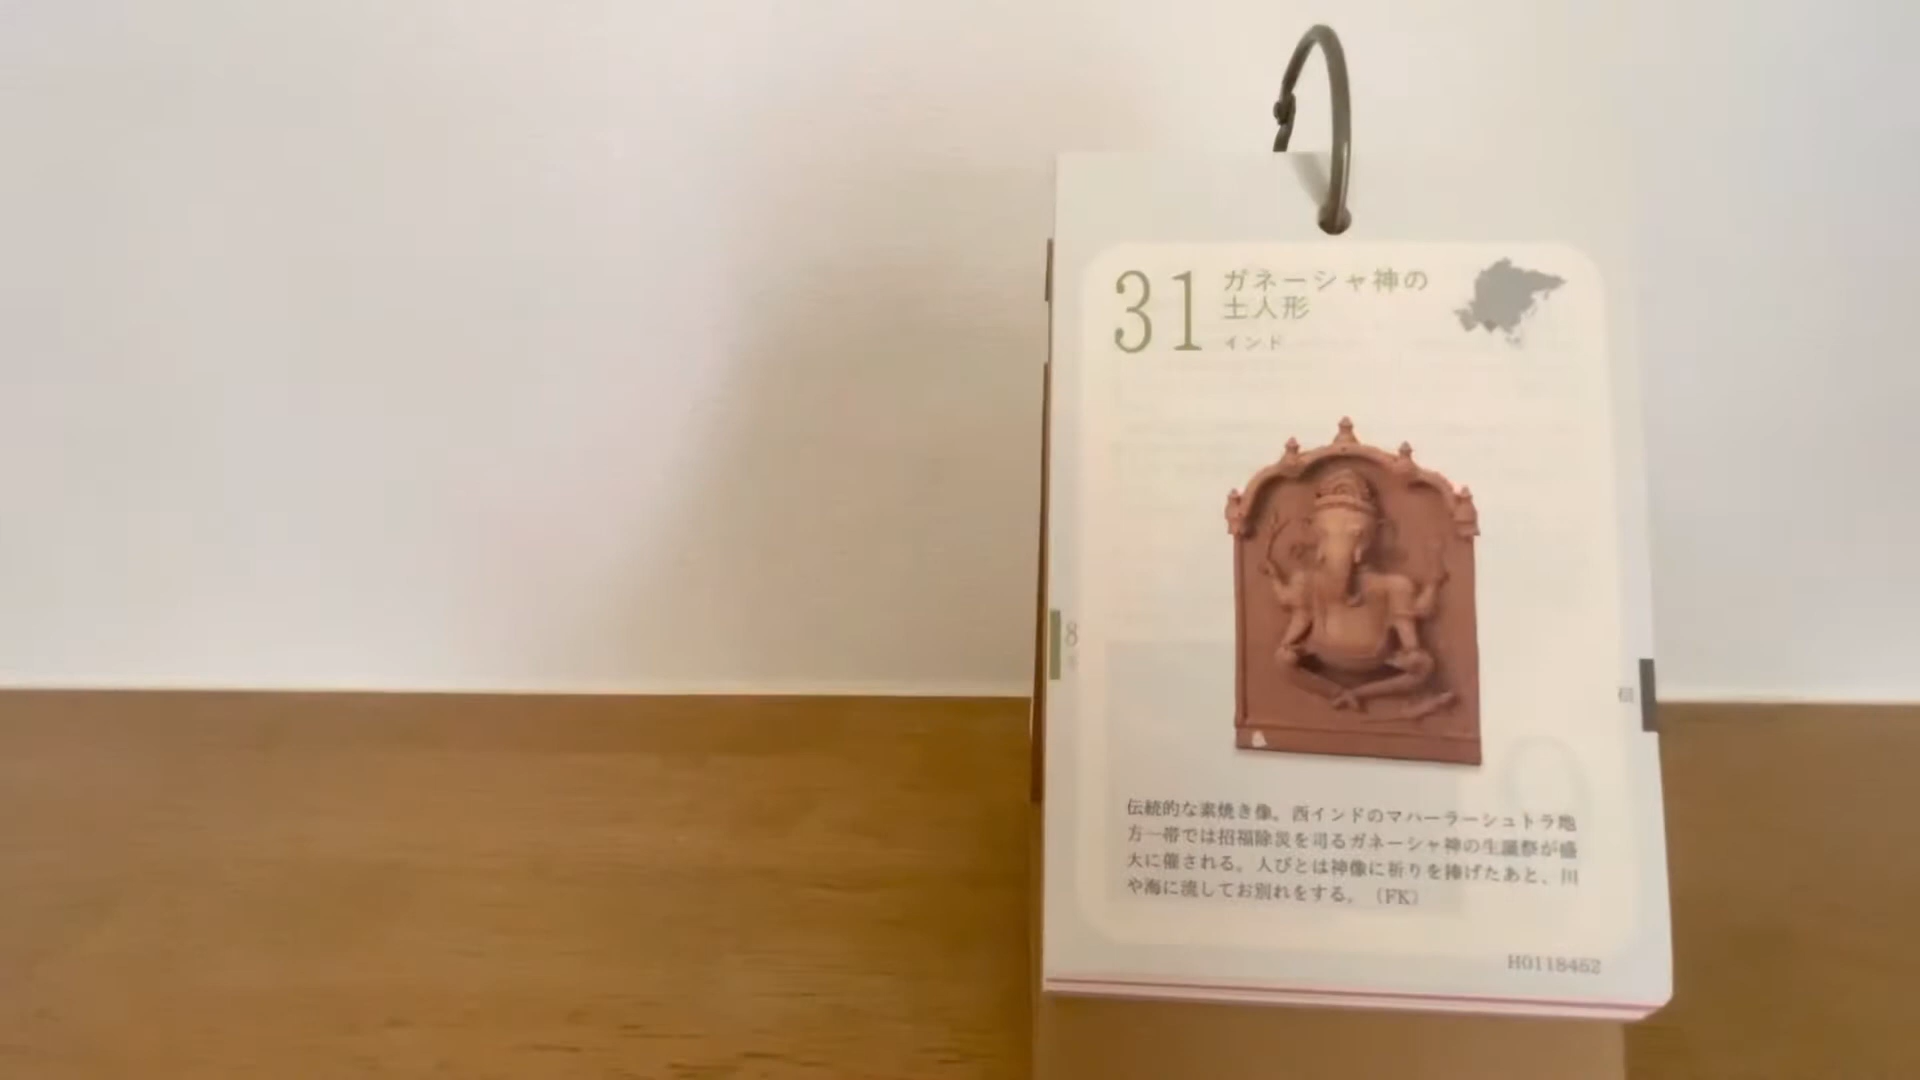 31
ガネーシャ神の
土人形
インド
8
伝統的な素焼き像。西インドのマハーラーシュトラ地
方一帯では招福除災を司るガネーシャ神の生誕祭が盛
大に催される。人びとは神像に祈りを捧げたあと、川
や海に流してお別れをする。（FK）
H0118462